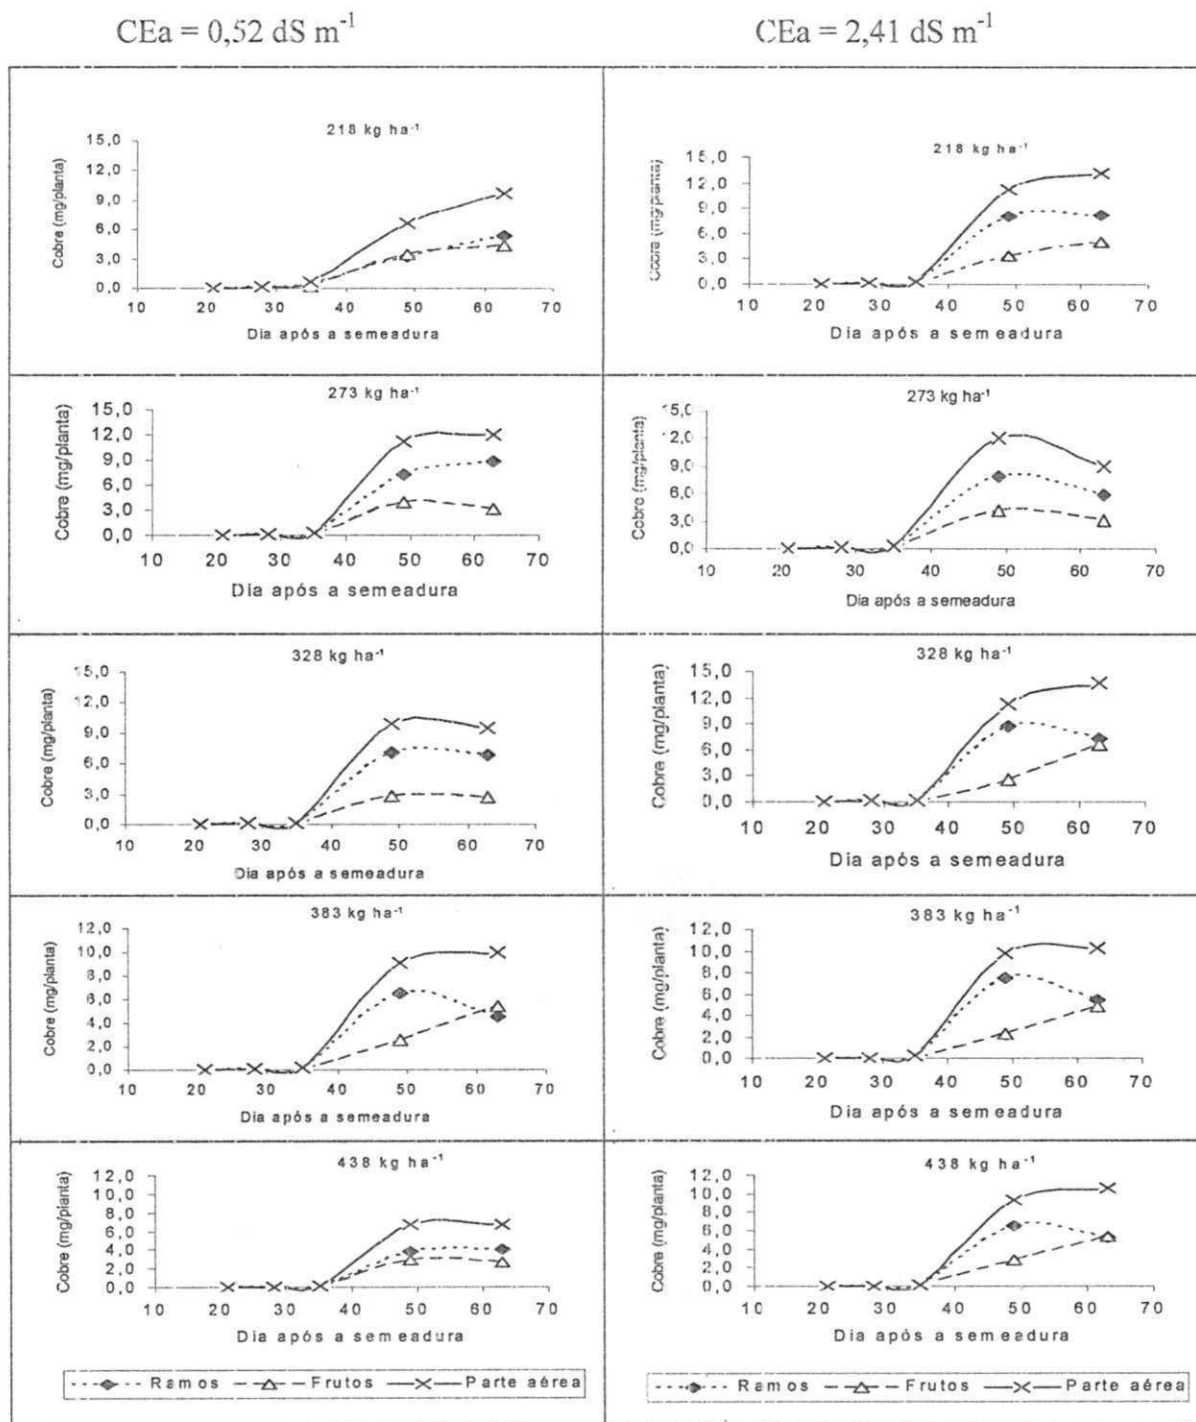 CEa = 0,52 dS m⁻¹
CEa = 2,41 dS m⁻¹
218 kg ha⁻¹
Cobre (mg/planta)
15,0
12,0
9,0
6,0
3,0
0,0
10 20 30 40 50 60 70
Dia após a semeadura
218 kg ha⁻¹
Cobre (mg/planta)
15,0
12,0
9,0
6,0
3,0
0,0
10 20 30 40 50 60 70
Dia após a semeadura
273 kg ha⁻¹
Cobre (mg/planta)
15,0
12,0
9,0
6,0
3,0
0,0
10 20 30 40 50 60 70
Dia após a semeadura
273 kg ha⁻¹
Cobre (mg/planta)
15,0
12,0
9,0
6,0
3,0
0,0
10 20 30 40 50 60 70
Dia após a semeadura
328 kg ha⁻¹
Cobre (mg/planta)
15,0
12,0
9,0
6,0
3,0
0,0
10 20 30 40 50 60 70
Dia após a semeadura
328 kg ha⁻¹
Cobre (mg/planta)
15,0
12,0
9,0
6,0
3,0
0,0
10 20 30 40 50 60 70
Dia após a semeadura
383 kg ha⁻¹
Cobre (mg/planta)
12,0
10,0
8,0
6,0
4,0
2,0
0,0
10 20 30 40 50 60 70
Dia após a semeadura
383 kg ha⁻¹
Cobre (mg/planta)
12,0
10,0
8,0
6,0
4,0
2,0
0,0
10 20 30 40 50 60 70
Dia após a semeadura
438 kg ha⁻¹
Cobre (mg/planta)
12,0
10,0
8,0
6,0
4,0
2,0
0,0
10 20 30 40 50 60 70
Dia após a semeadura
438 kg ha⁻¹
Cobre (mg/planta)
12,0
10,0
8,0
6,0
4,0
2,0
0,0
10 20 30 40 50 60 70
Dia após a semeadura
Ramos Frutos Parte aérea
Ramos Frutos Parte aérea